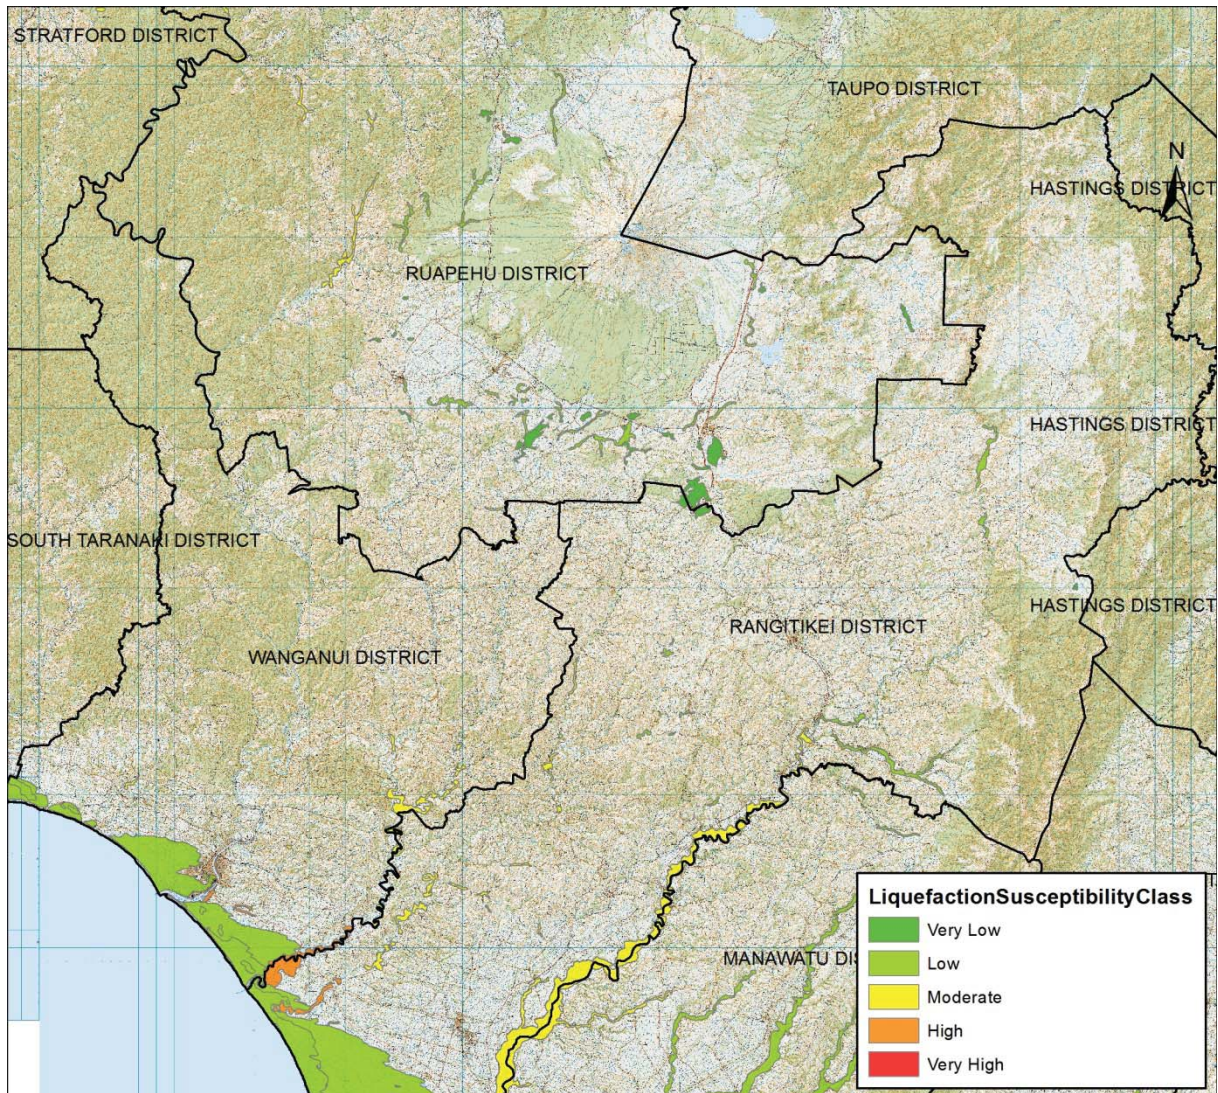 STRATFORD DISTRICT
TAUPO DISTRICT
N
HASTINGS DISTRICT
RUAPEHU DISTRICT
HASTINGS DISTRICT
SOUTH TARANAKI DISTRICT
HASTINGS DISTRICT
RANGITIKEI DISTRICT
WANGANUI DISTRICT
MANAWATU DIS
LiquefactionSusceptibilityClass
Very Low
Low
Moderate
High
Very High